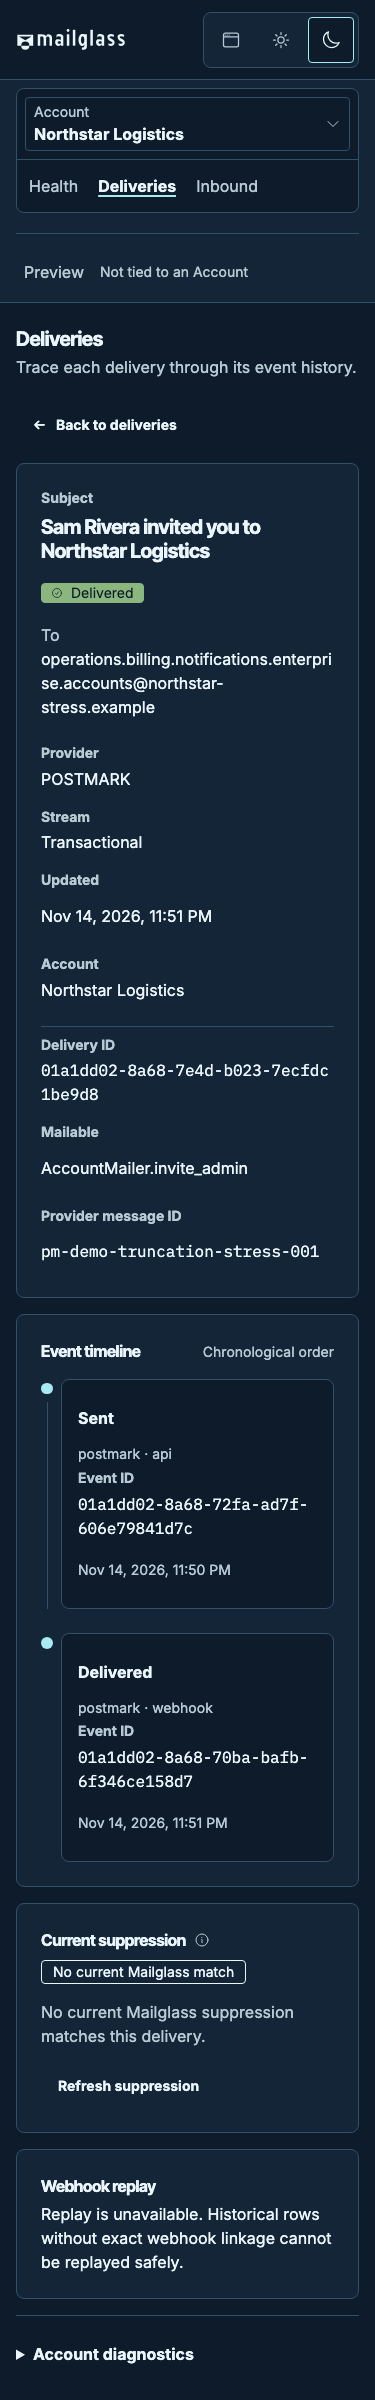 mailglass
Account
Northstar Logistics
Health Deliveries Inbound
Preview Not tied to an Account
Deliveries
Trace each delivery through its event history.
← Back to deliveries
Subject
Sam Rivera invited you to
Northstar Logistics
Delivered
To
operations.billing.notifications.enterpri
se.accounts@northstar-
stress.example
Provider
POSTMARK
Stream
Transactional
Updated
Nov 14, 2026, 11:51 PM
Account
Northstar Logistics
Delivery ID
01a1dd02-8a68-7e4d-b023-7ecfdc
1be9d8
Mailable
AccountMailer.invite_admin
Provider message ID
pm-demo-truncation-stress-001
Event timeline Chronological order
Sent
postmark · api
Event ID
01a1dd02-8a68-72fa-ad7f-
606e79841d7c
Nov 14, 2026, 11:50 PM
Delivered
postmark · webhook
Event ID
01a1dd02-8a68-70ba-bafb-
6f346ce158d7
Nov 14, 2026, 11:51 PM
Current suppression
No current Mailglass match
No current Mailglass suppression
matches this delivery.
Refresh suppression
Webhook replay
Replay is unavailable. Historical rows
without exact webhook linkage cannot
be replayed safely.
Account diagnostics